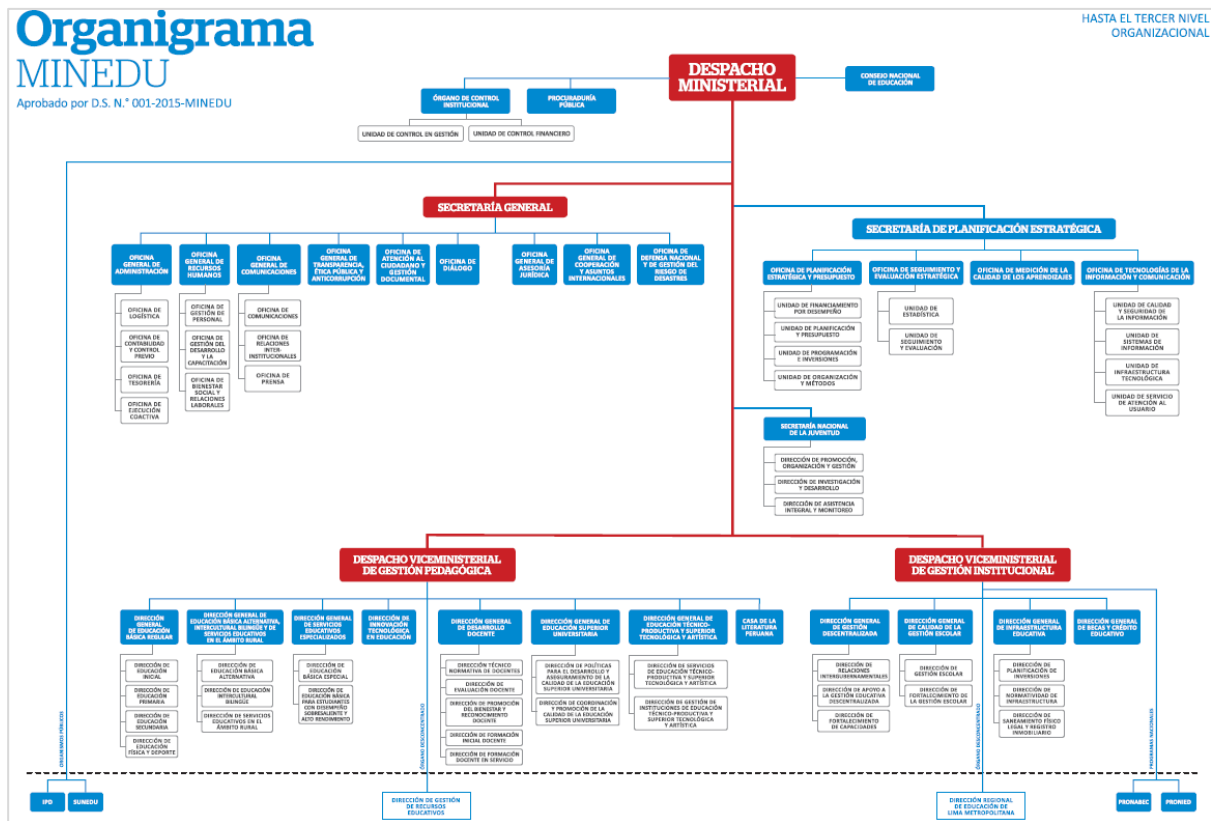 Organigrama
MINEDU
Aprobado por D.S. N.° 001-2015-MINEDU
HASTA EL TERCER NIVEL
ORGANIZACIONAL
DESPACHO
MINISTERIAL
CONSEJO NACIONAL
DE EDUCACIÓN
ÓRGANO DE CONTROL
INSTITUCIONAL
PROCURADURÍA
PÚBLICA
UNIDAD DE CONTROL EN GESTIÓN
UNIDAD DE CONTROL FINANCIERO
SECRETARÍA GENERAL
OFICINA
GENERAL DE
ADMINISTRACIÓN
OFICINA DE
LOGÍSTICA
OFICINA DE
CONTABILIDAD
Y CONTROL
PREVIO
OFICINA DE
TESORERÍA
OFICINA DE
EJECUCIÓN
COACTIVA
OFICINA
GENERAL DE
RECURSOS
HUMANOS
OFICINA DE
GESTIÓN DE
PERSONAL
OFICINA DE
GESTIÓN DEL
DESARROLLO
Y LA
CAPACITACIÓN
OFICINA DE
BIENESTAR
SOCIAL Y
RELACIONES
LABORALES
OFICINA
GENERAL DE
COMUNICACIONES
OFICINA DE
COMUNICACIONES
OFICINA DE
RELACIONES
INTER-
INSTITUCIONALES
OFICINA DE
PRENSA
OFICINA
GENERAL DE
TRANSPARENCIA,
ÉTICA PÚBLICA Y
ANTICORRUPCIÓN
OFICINA DE
ATENCIÓN AL
CIUDADANO Y
GESTIÓN
DOCUMENTAL
OFICINA DE
DIÁLOGO
OFICINA
GENERAL DE
ASESORÍA
JURÍDICA
OFICINA
GENERAL DE
COOPERACIÓN
Y ASUNTOS
INTERNACIONALES
OFICINA DE
DEFENSA NACIONAL
Y DE GESTIÓN DEL
RIESGO DE
DESASTRES
SECRETARÍA DE PLANIFICACIÓN ESTRATÉGICA
OFICINA DE PLANIFICACIÓN
ESTRATÉGICA Y PRESUPUESTO
UNIDAD DE FINANCIAMIENTO
POR DESEMPEÑO
UNIDAD DE PLANIFICACIÓN
Y PRESUPUESTO
UNIDAD DE PROGRAMACIÓN
E INVERSIONES
UNIDAD DE ORGANIZACIÓN
Y MÉTODOS
OFICINA DE SEGUIMIENTO Y
EVALUACIÓN ESTRATÉGICA
UNIDAD DE
ESTADÍSTICA
UNIDAD DE
SEGUIMIENTO
Y EVALUACIÓN
OFICINA DE MEDICIÓN DE LA
CALIDAD DE LOS APRENDIZAJES
OFICINA DE TECNOLOGÍAS DE LA
INFORMACIÓN Y COMUNICACIÓN
UNIDAD DE CALIDAD
Y SEGURIDAD DE
LA INFORMACIÓN
UNIDAD DE
SISTEMAS DE
INFORMACIÓN
UNIDAD DE
INFRAESTRUCTURA
TECNOLÓGICA
UNIDAD DE SERVICIO
DE ATENCIÓN AL
USUARIO
SECRETARÍA NACIONAL
DE LA JUVENTUD
DIRECCIÓN DE PROMOCIÓN,
ORGANIZACIÓN Y GESTIÓN
DIRECCIÓN DE INVESTIGACIÓN
Y DESARROLLO
DIRECCIÓN DE ASISTENCIA
INTEGRAL Y MONITOREO
DESPACHO VICEMINISTERIAL
DE GESTIÓN PEDAGÓGICA
DIRECCIÓN
GENERAL
DE EDUCACIÓN
BÁSICA REGULAR
DIRECCIÓN DE
EDUCACIÓN
INICIAL
DIRECCIÓN DE
EDUCACIÓN
PRIMARIA
DIRECCIÓN DE
EDUCACIÓN
SECUNDARIA
DIRECCIÓN DE
EDUCACIÓN
FÍSICA Y DEPORTE
DIRECCIÓN GENERAL DE
EDUCACIÓN BÁSICA ALTERNATIVA,
INTERCULTURAL BILINGÜE Y DE
SERVICIOS EDUCATIVOS
EN EL ÁMBITO RURAL
DIRECCIÓN DE
EDUCACIÓN BÁSICA
ALTERNATIVA
DIRECCIÓN DE EDUCACIÓN
INTERCULTURAL
BILINGÜE
DIRECCIÓN DE SERVICIOS
EDUCATIVOS EN EL
ÁMBITO RURAL
DIRECCIÓN GENERAL
DE SERVICIOS
EDUCATIVOS
ESPECIALIZADOS
DIRECCIÓN DE
EDUCACIÓN
BÁSICA ESPECIAL
DIRECCIÓN DE
EDUCACIÓN BÁSICA
PARA ESTUDIANTES
CON DESEMPEÑO
SOBRESALIENTE Y
ALTO RENDIMIENTO
DIRECCIÓN DE
INNOVACIÓN
TECNOLÓGICA
EN EDUCACIÓN
DIRECCIÓN
GENERAL DE
DESARROLLO
DOCENTE
DIRECCIÓN TÉCNICO
NORMATIVA DE DOCENTES
DIRECCIÓN DE
EVALUACIÓN DOCENTE
DIRECCIÓN DE PROMOCIÓN
DEL BIENESTAR Y
RECONOCIMIENTO
DOCENTE
DIRECCIÓN DE FORMACIÓN
INICIAL DOCENTE
DIRECCIÓN DE FORMACIÓN
DOCENTE EN SERVICIO
DIRECCIÓN GENERAL DE
EDUCACIÓN SUPERIOR
UNIVERSITARIA
DIRECCIÓN DE POLÍTICAS
PARA EL DESARROLLO Y
ASEGURAMIENTO DE LA
CALIDAD DE LA EDUCACIÓN
SUPERIOR UNIVERSITARIA
DIRECCIÓN DE COORDINACIÓN
Y PROMOCIÓN DE LA
CALIDAD DE LA EDUCACIÓN
SUPERIOR UNIVERSITARIA
DIRECCIÓN GENERAL DE
EDUCACIÓN TÉCNICO-
PRODUCTIVA Y SUPERIOR
TECNOLÓGICA Y ARTÍSTICA
DIRECCIÓN DE SERVICIOS
DE EDUCACIÓN TÉCNICO-
PRODUCTIVA Y SUPERIOR
TECNOLÓGICA Y ARTÍSTICA
DIRECCIÓN DE GESTIÓN DE
INSTITUCIONES DE EDUCACIÓN
TÉCNICO-PRODUCTIVA Y
SUPERIOR TECNOLÓGICA
Y ARTÍSTICA
CASA DE LA
LITERATURA
PERUANA
DESPACHO VICEMINISTERIAL
DE GESTIÓN INSTITUCIONAL
DIRECCIÓN
GENERAL
DE GESTIÓN
DESCENTRALIZADA
DIRECCIÓN DE
RELACIONES
INTERGUBERNAMENTALES
DIRECCIÓN DE APOYO A
LA GESTIÓN EDUCATIVA
DESCENTRALIZADA
DIRECCIÓN DE
FORTALECIMIENTO
DE CAPACIDADES
DIRECCIÓN GENERAL
DE CALIDAD DE LA
GESTIÓN ESCOLAR
DIRECCIÓN DE
GESTIÓN ESCOLAR
DIRECCIÓN DE
FORTALECIMIENTO DE
LA GESTIÓN ESCOLAR
DIRECCIÓN GENERAL DE
INFRAESTRUCTURA
EDUCATIVA
DIRECCIÓN DE
PLANIFICACIÓN DE
INVERSIONES
DIRECCIÓN DE
NORMATIVIDAD DE
INFRAESTRUCTURA
DIRECCIÓN DE
SANEAMIENTO FÍSICO
LEGAL Y REGISTRO
INMOBILIARIO
DIRECCIÓN GENERAL
DE BECAS Y CRÉDITO
EDUCATIVO
ORGANISMOS PÚBLICOS
ÓRGANO DESCONCENTRADO
ÓRGANO DESCONCENTRADO
PROGRAMAS NACIONALES
IPD
SUNEDU
DIRECCIÓN DE GESTIÓN
DE RECURSOS
EDUCATIVOS
DIRECCIÓN REGIONAL
DE EDUCACIÓN DE
LIMA METROPOLITANA
PRONABEC
PRONIED